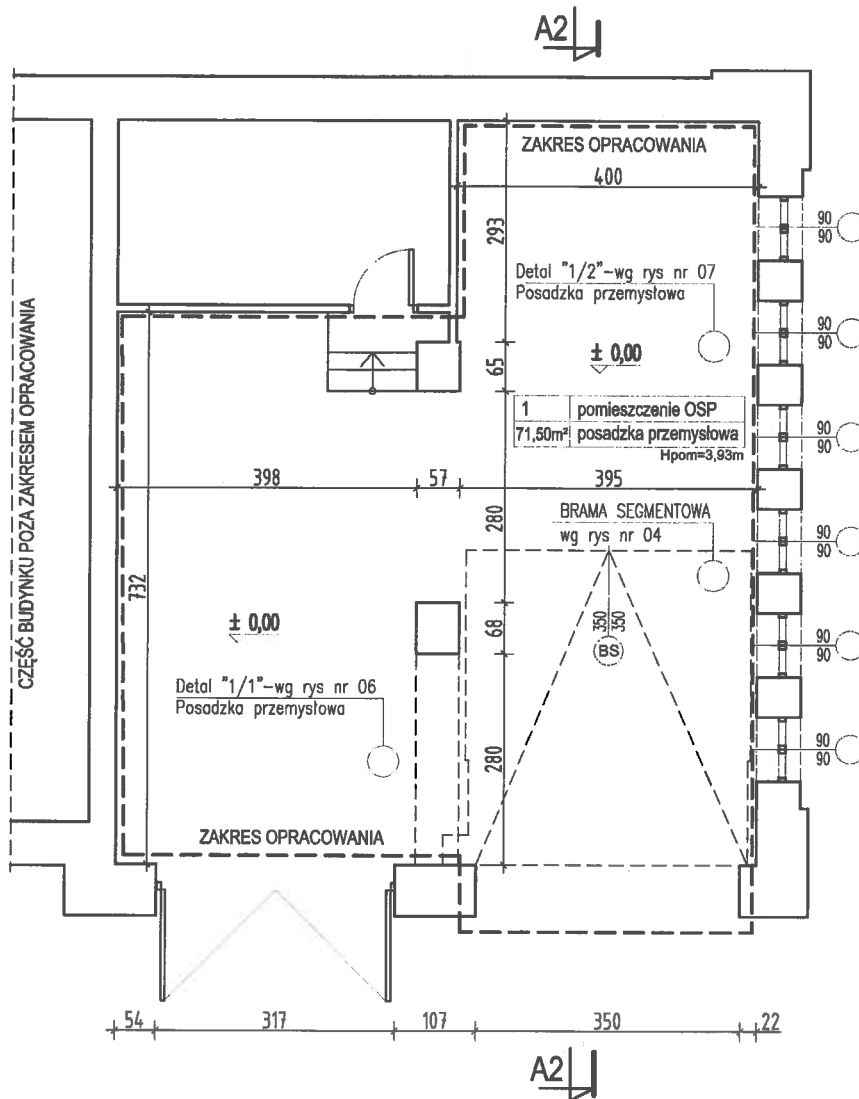 A2
ZAKRES OPRACOWANIA
400
293
90
90
Detal "1/2"-wg rys nr 07
Posadzka przemysłowa
90
90
± 0,00
65
1 pomieszczenie OSP
71,50m² posadzka przemysłowa
Hpom=3,93m
90
90
398
57
395
280
BRAMA SEGMENTOWA
wg rys nr 04
90
90
CZĘŚĆ BUDYNKU POZA ZAKRESEM OPRACOWANIA
732
± 0,00
68
350
350
BS
90
90
Detal "1/1"-wg rys nr 06
Posadzka przemysłowa
280
90
90
ZAKRES OPRACOWANIA
54
317
107
350
22
A2